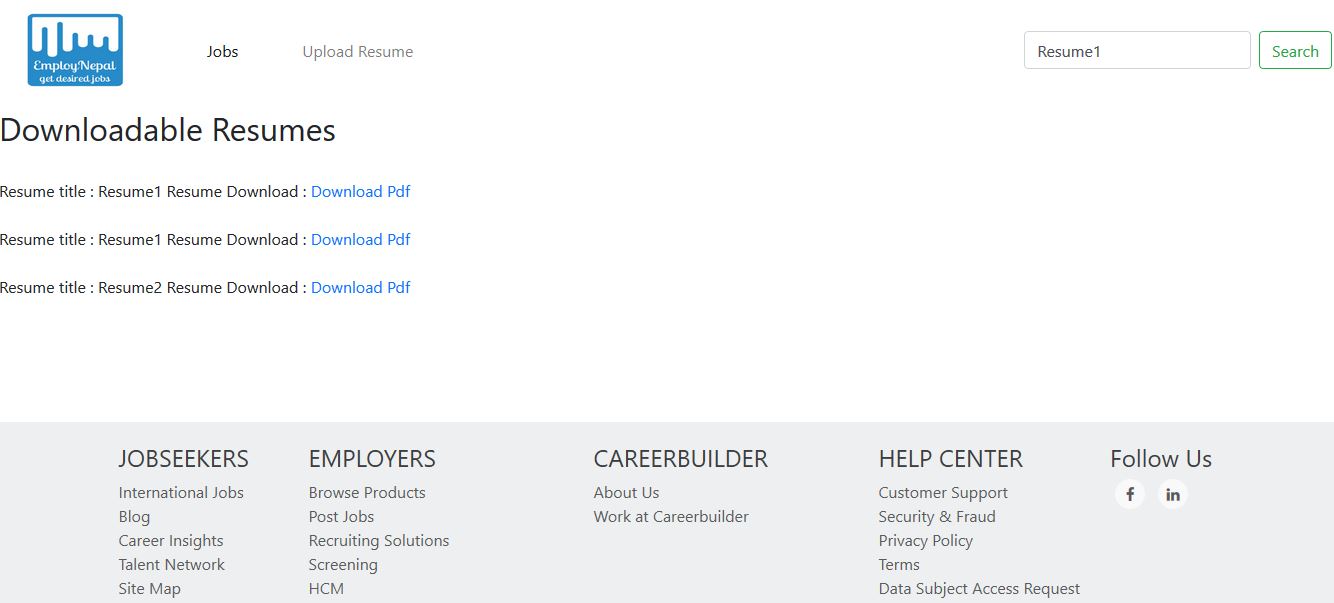 EmployNepal
get desired jobs
Jobs
Upload Resume
Resume1
Search
Downloadable Resumes
Resume title : Resume1 Resume Download : Download Pdf
Resume title : Resume1 Resume Download : Download Pdf
Resume title : Resume2 Resume Download : Download Pdf
JOBSEEKERS
International Jobs
Blog
Career Insights
Talent Network
Site Map
EMPLOYERS
Browse Products
Post Jobs
Recruiting Solutions
Screening
HCM
CAREERBUILDER
About Us
Work at Careerbuilder
HELP CENTER
Customer Support
Security & Fraud
Privacy Policy
Terms
Data Subject Access Request
Follow Us
f
in